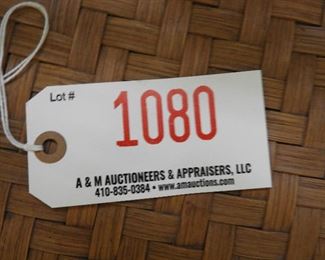 Lot #
1080
A & M AUCTIONEERS & APPRAISERS, LLC
410-835-0384 • www.amauctions.com